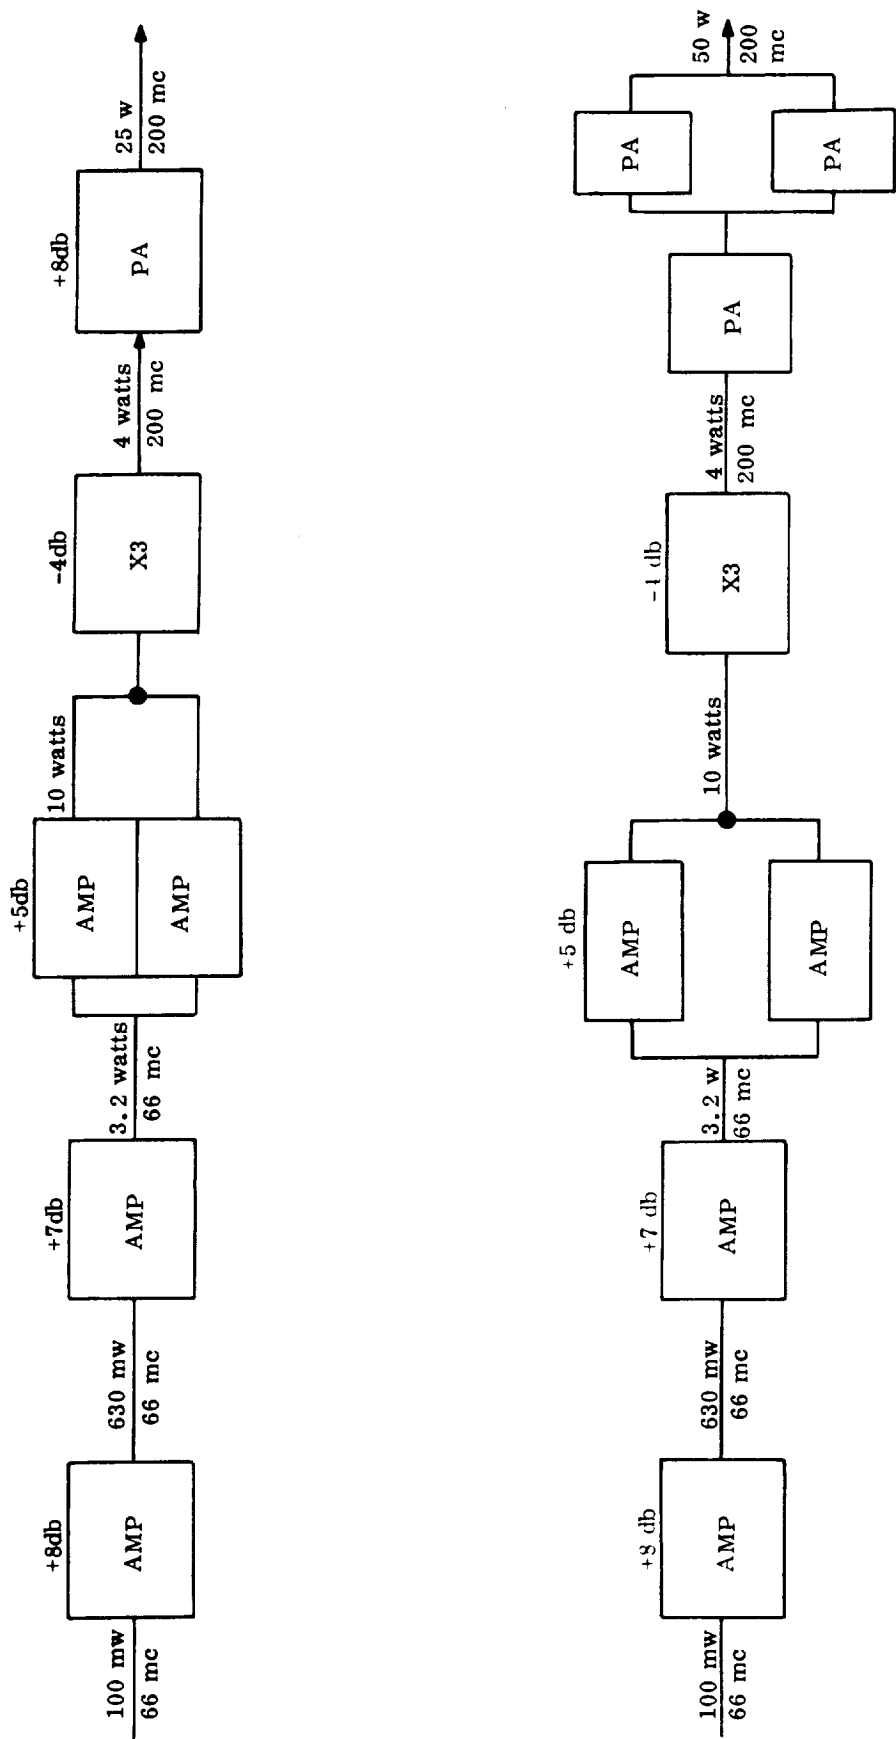 100 mw
66 mc
+8db
AMP
630 mw
66 mc
+7db
AMP
3.2 watts
66 mc
+5db
AMP
AMP
10 watts
-4db
X3
4 watts
200 mc
+8db
PA
25 w
200 mc
100 mw
66 mc
+8 db
AMP
630 mw
66 mc
+7 db
AMP
3.2 w
66 mc
+5 db
AMP
AMP
10 watts
-4 db
X3
4 watts
200 mc
PA
PA
PA
50 w
200
mc